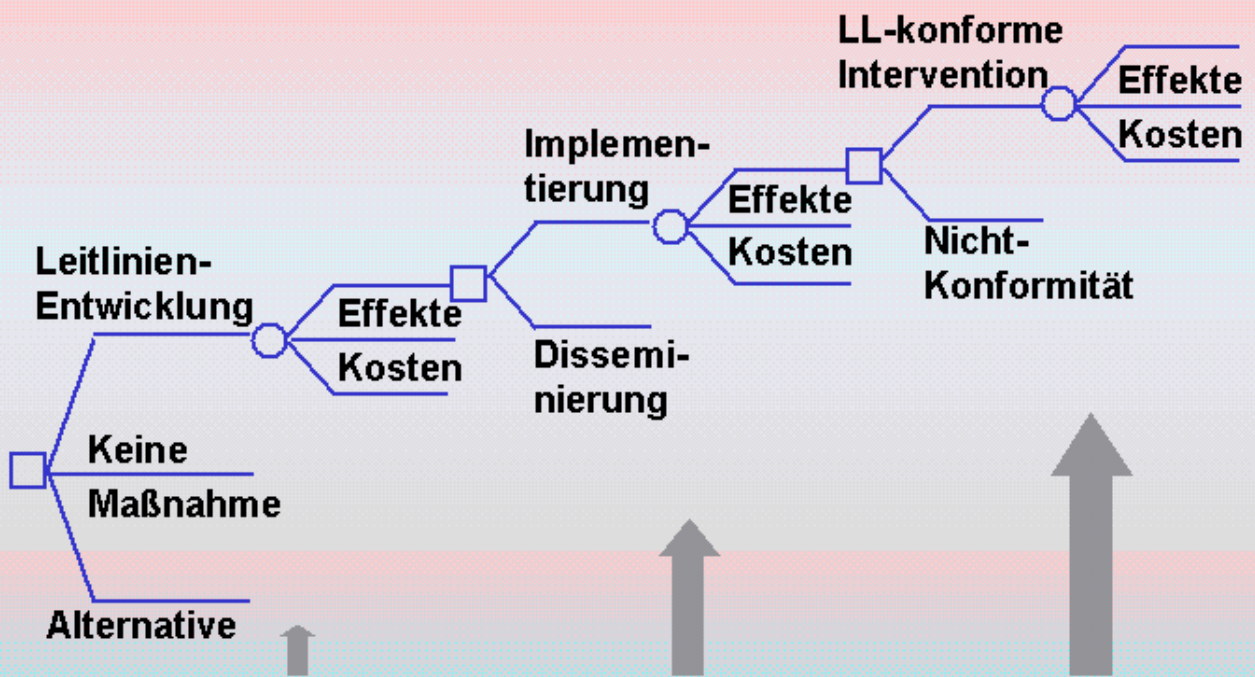 LL-konforme
Intervention
Effekte
Kosten
Implemen-
tierung
Effekte
Kosten
Nicht-
Konformität
Leitlinien-
Entwicklung
Effekte
Kosten
Dissemi-
nierung
Keine
Maßnahme
Alternative